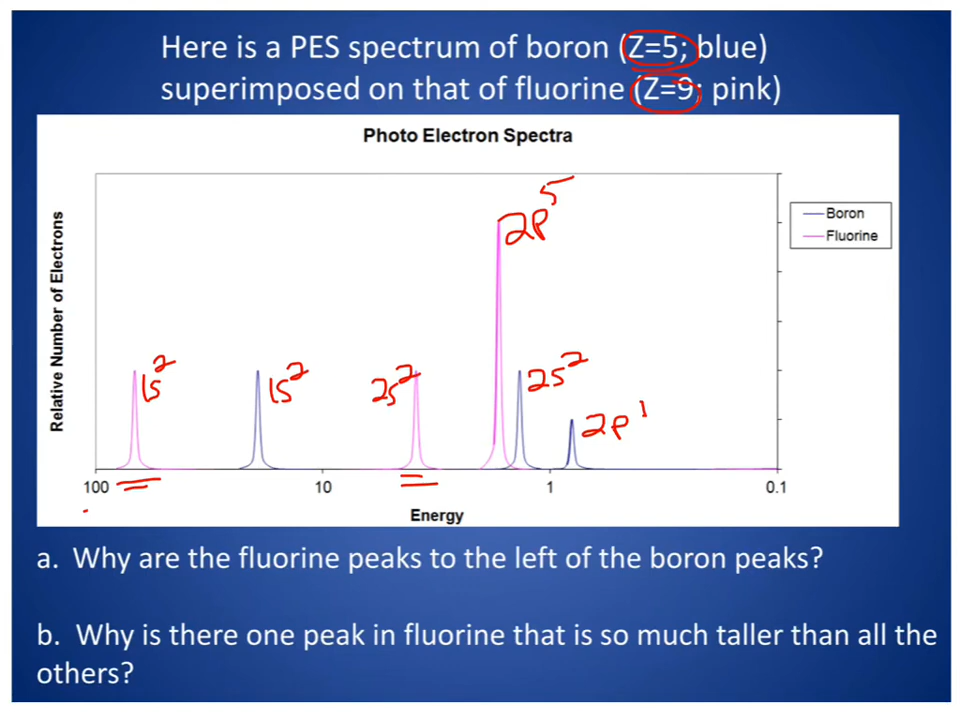 Here is a PES spectrum of boron (Z=5; blue)
superimposed on that of fluorine (Z=9; pink)
Photo Electron Spectra
Relative Number of Electrons
Boron
Fluorine
2p⁵
1s²
1s²
2s²
2s²
2p¹
100
10
1
0.1
Energy
a. Why are the fluorine peaks to the left of the boron peaks?
b. Why is there one peak in fluorine that is so much taller than all the
others?